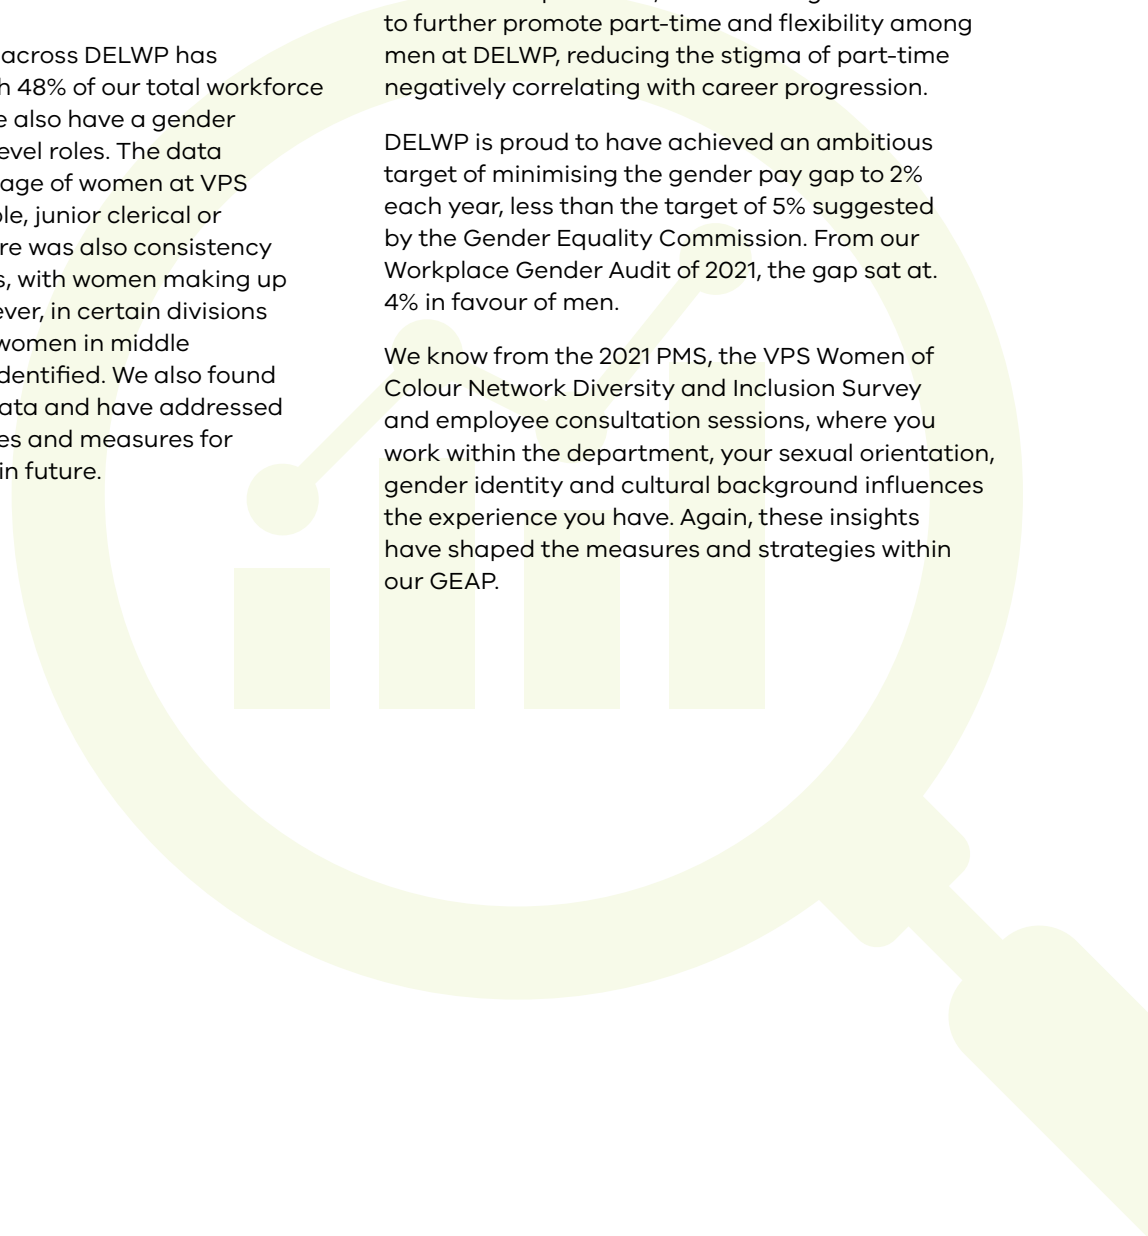 across DELWP has
48% of our total workforce
also have a gender
roles. The data
of women at VPS
junior clerical or
was also consistency
with women making up
in certain divisions
women in middle
We also found
and have addressed
and measures for
in future.
to further promote part-time and flexibility among
men at DELWP, reducing the stigma of part-time
negatively correlating with career progression.
DELWP is proud to have achieved an ambitious
target of minimising the gender pay gap to 2%
each year, less than the target of 5% suggested
by the Gender Equality Commission. From our
Workplace Gender Audit of 2021, the gap sat at.
4% in favour of men.
We know from the 2021 PMS, the VPS Women of
Colour Network Diversity and Inclusion Survey
and employee consultation sessions, where you
work within the department, your sexual orientation,
gender identity and cultural background influences
the experience you have. Again, these insights
have shaped the measures and strategies within
our GEAP.